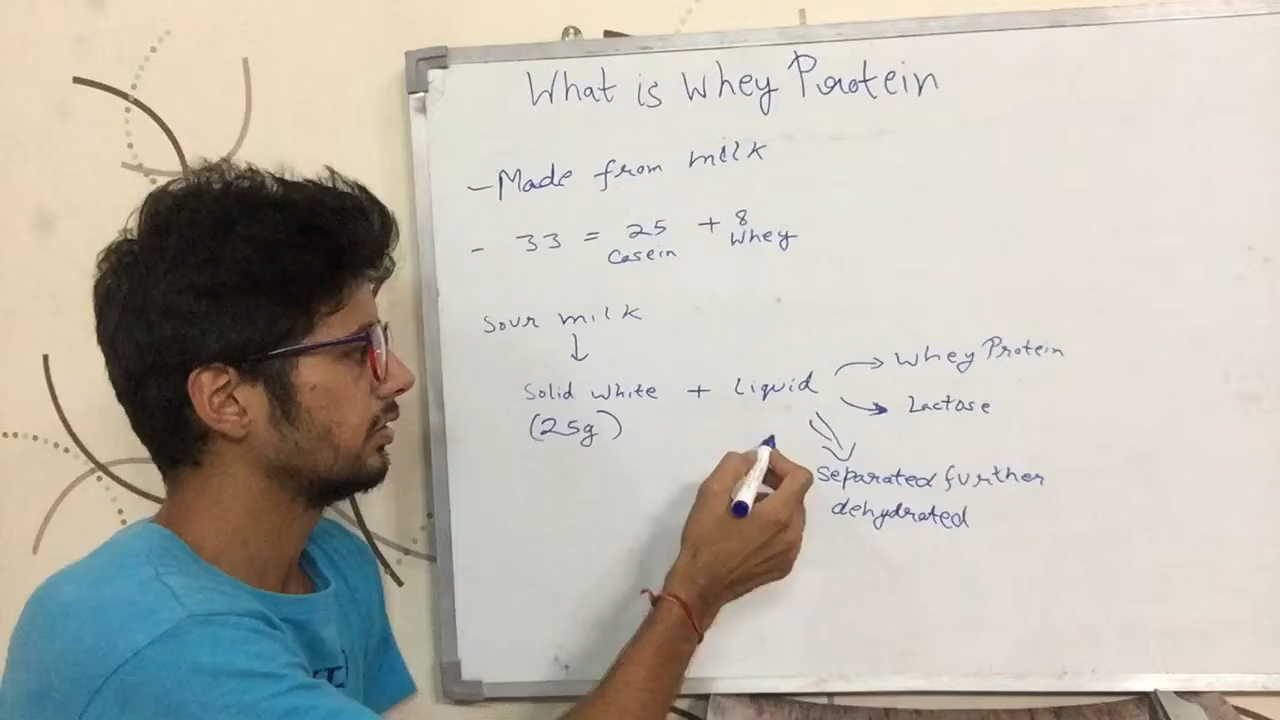 What is Whey Protein
- Made from milk
- 33 = 25 + 8
Casein Whey
Sour milk
↓
Solid White + Liquid → Whey Protein
(25g) → Lactose
Separated further
dehydrated